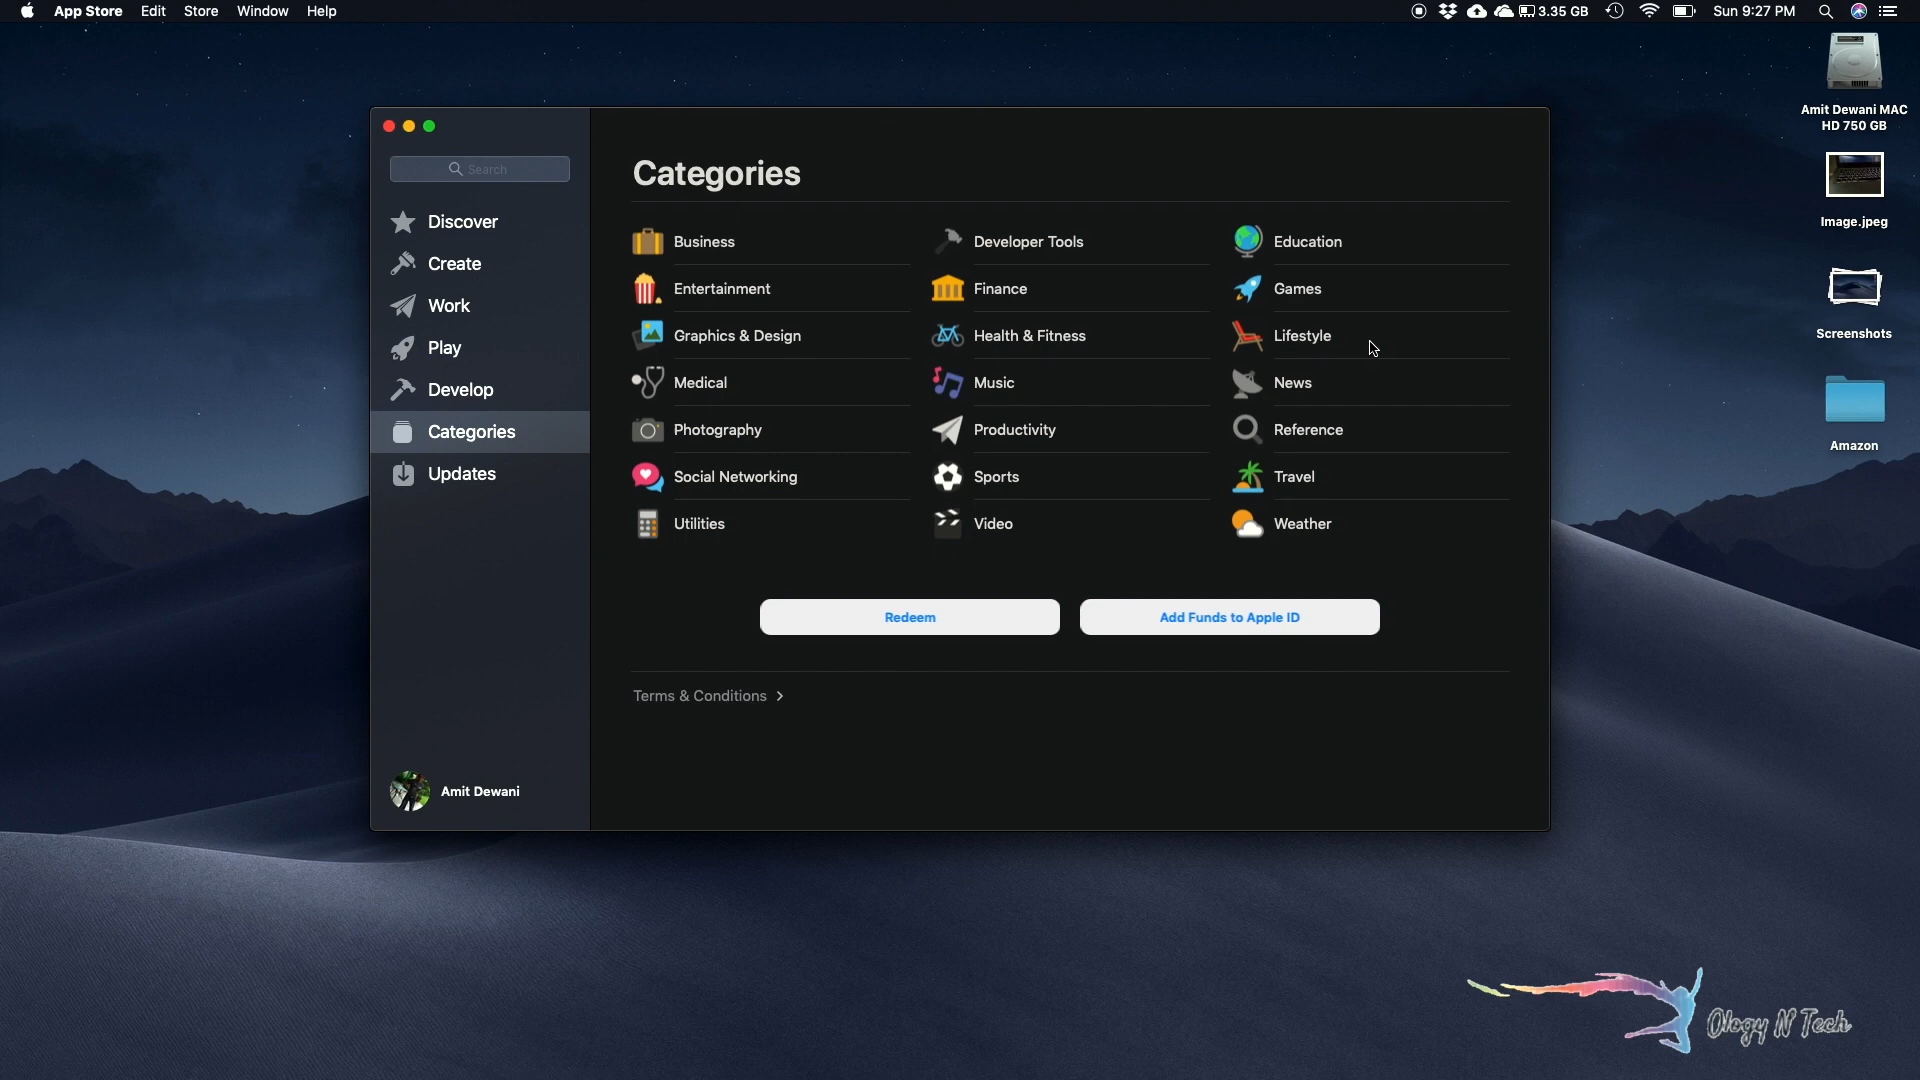 App Store Edit Store Window Help 3.35 GB Sun 9:27 PM
Amit Dewani MAC
HD 750 GB
Image.jpeg
Screenshots
Amazon
Search
Discover
Create
Work
Play
Develop
Categories
Updates
Amit Dewani
Categories
Business Developer Tools Education
Entertainment Finance Games
Graphics & Design Health & Fitness Lifestyle
Medical Music News
Photography Productivity Reference
Social Networking Sports Travel
Utilities Video Weather
Redeem Add Funds to Apple ID
Terms & Conditions >
Ology N' Tech